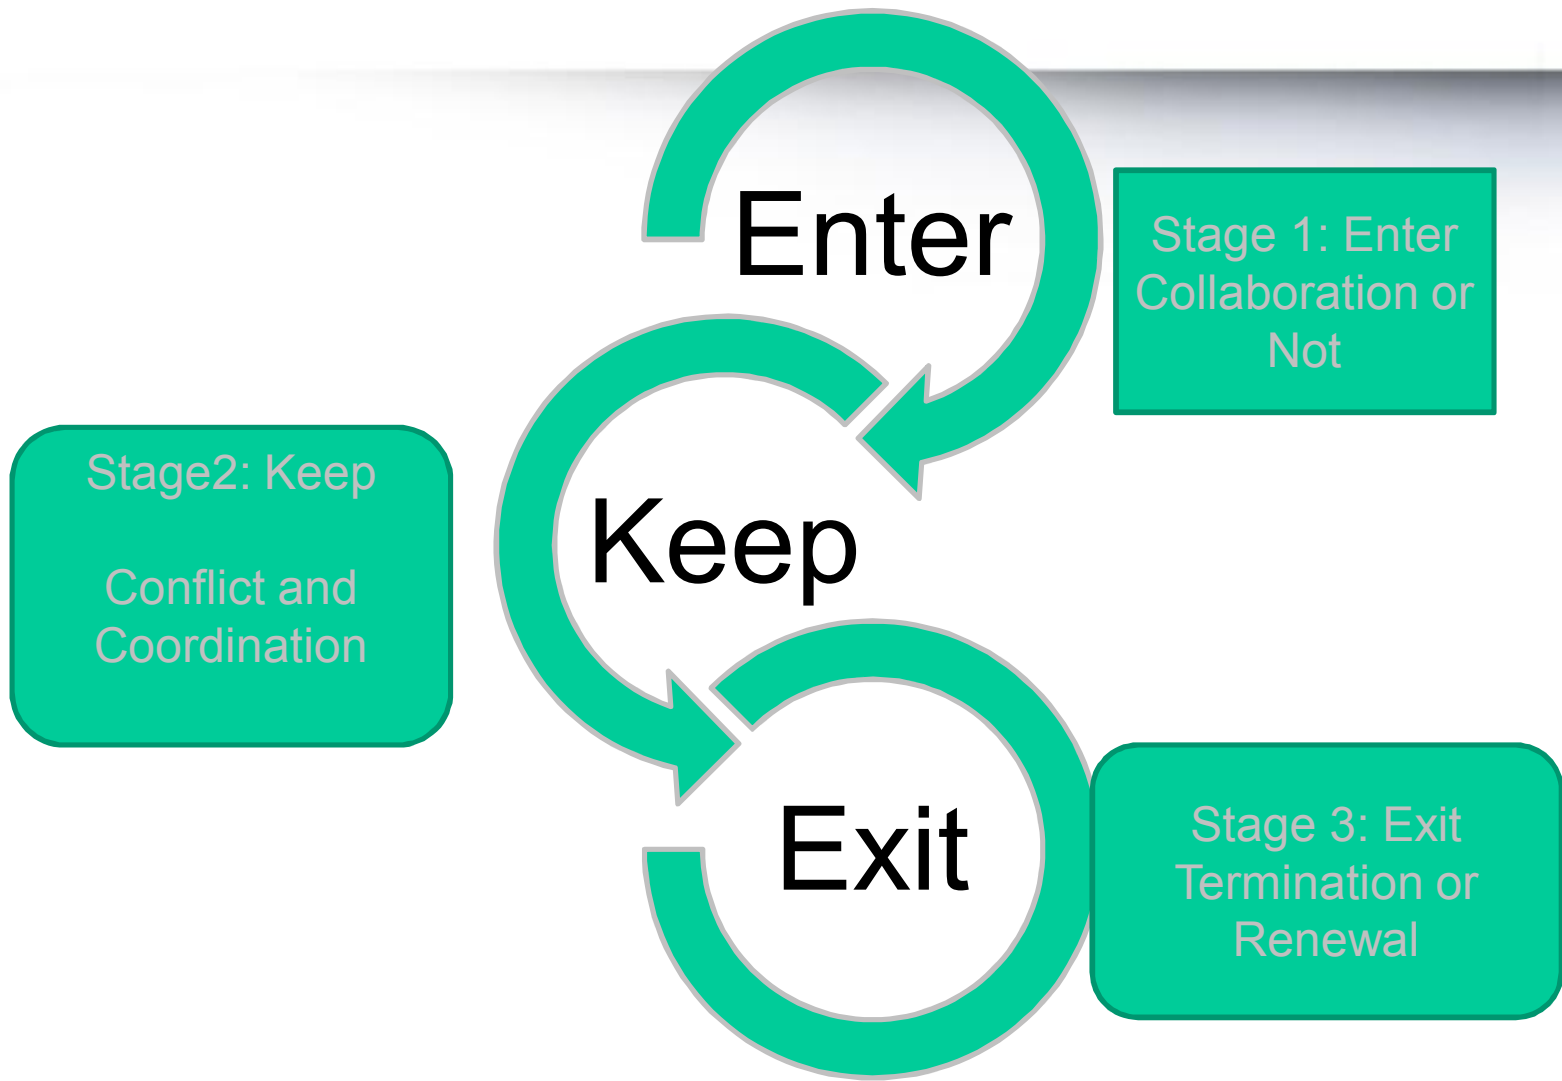 Enter
Stage 1: Enter
Collaboration or
Not
Keep
Stage2: Keep
Conflict and
Coordination
Exit
Stage 3: Exit
Termination or
Renewal